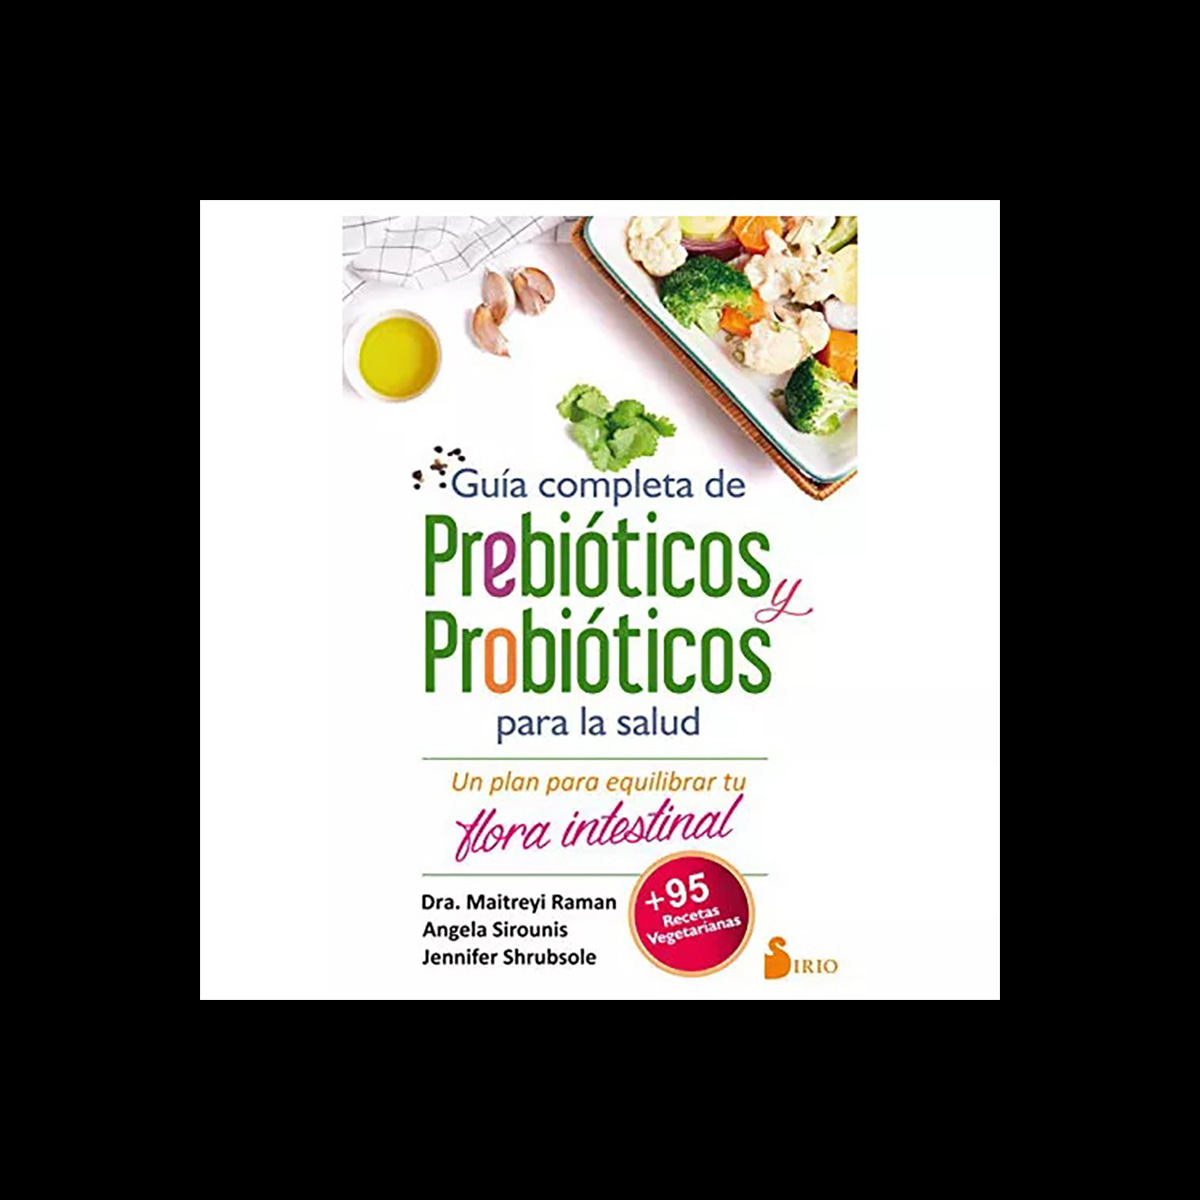 Guía completa de
Prebióticos y
Probióticos
para la salud
Un plan para equilibrar tu
flora intestinal
Dra. Maitreyi Raman
Angela Sirounis
Jennifer Shrubsole
+95
Recetas
Vegetarianas
SIRIO